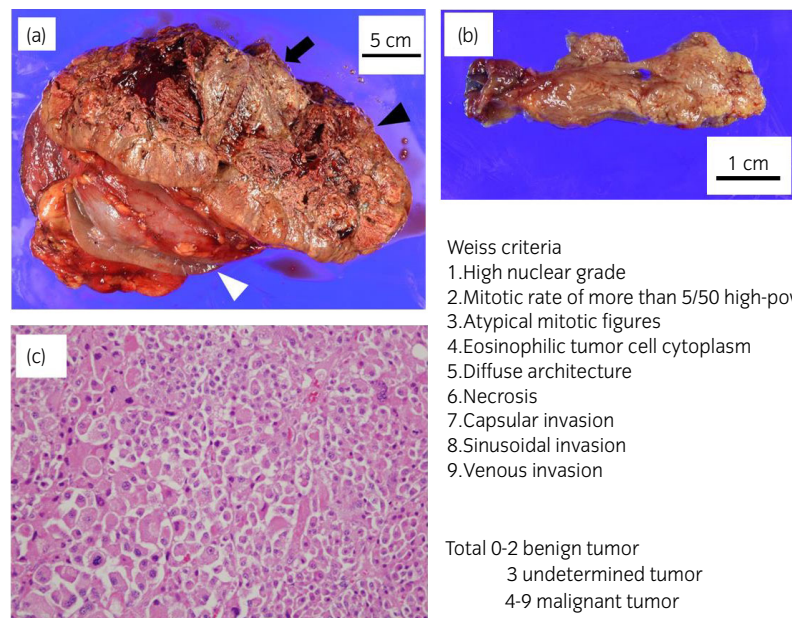 (a)
5 cm
(b)
1 cm
(c)
Weiss criteria
1.High nuclear grade
2.Mitotic rate of more than 5/50
3.Atypical mitotic figures
4.Eosinophilic tumor cell cytoplasm
5.Diffuse architecture
6.Necrosis
7.Capsular invasion
8.Sinusoidal invasion
9.Venous invasion
Total 0-2 benign tumor
3 undetermined tumor
4-9 malignant tumor